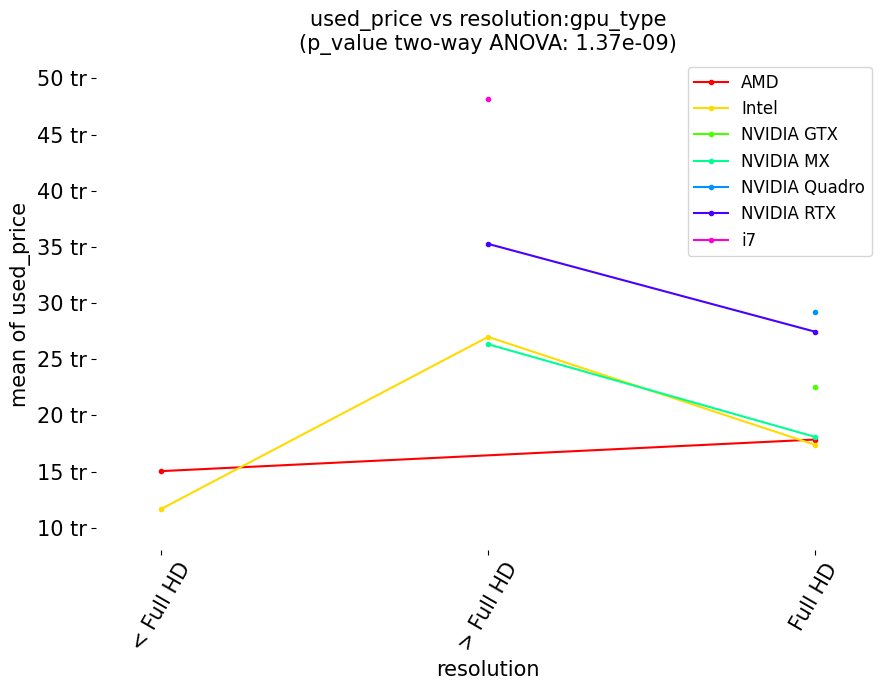 used_price vs resolution:gpu_type
(p_value two-way ANOVA: 1.37e-09)
50 tr
45 tr
40 tr
35 tr
30 tr
25 tr
20 tr
15 tr
10 tr
mean of used_price
AMD
Intel
NVIDIA GTX
NVIDIA MX
NVIDIA Quadro
NVIDIA RTX
i7
< Full HD
> Full HD
Full HD
resolution